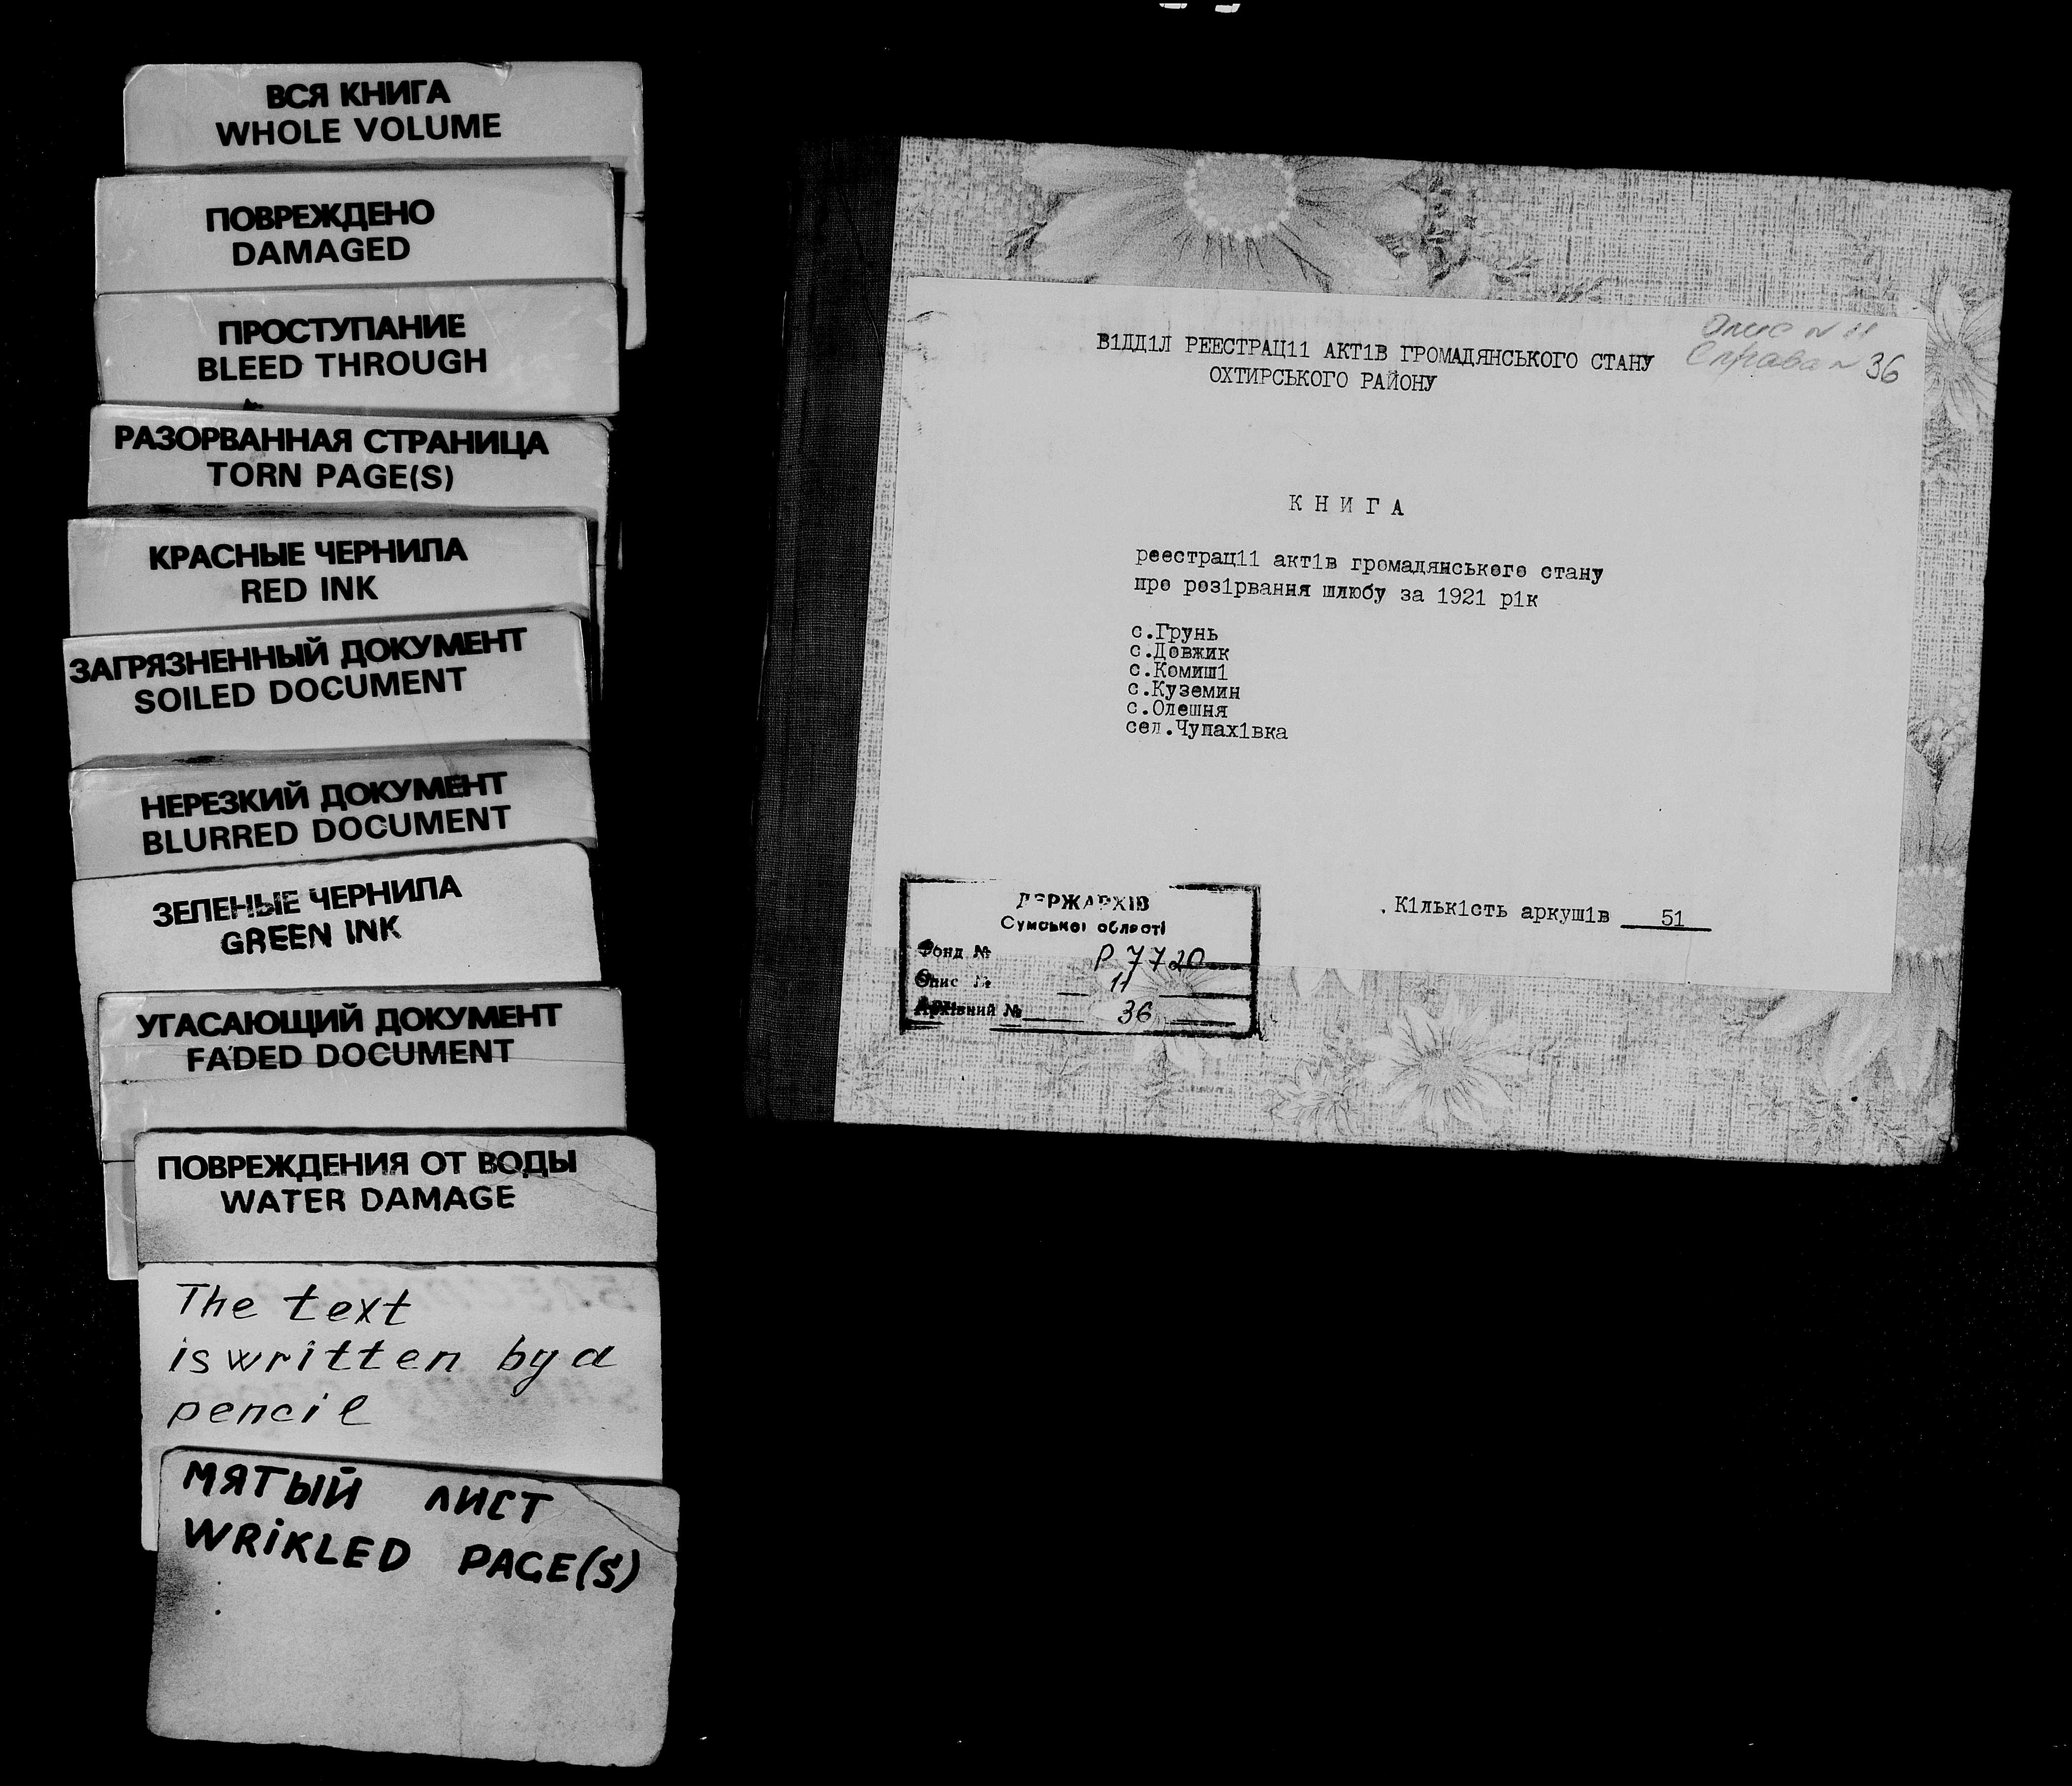 ВСЯ КНИГА
WHOLE VOLUME
ПОВРЕЖДЕНО
DAMAGED
ПРОСТУПАНИЕ
BLEED THROUGH
РАЗОРВАННАЯ СТРАНИЦА
TORN PAGE(S)
КРАСНЫЕ ЧЕРНИЛА
RED INK
ЗАГРЯЗНЕННЫЙ ДОКУМЕНТ
SOILED DOCUMENT
НЕРЕЗКИЙ ДОКУМЕНТ
BLURRED DOCUMENT
ЗЕЛЕНЫЕ ЧЕРНИЛА
GREEN INK
УГАСАЮЩИЙ ДОКУМЕНТ
FADED DOCUMENT
ПОВРЕЖДЕНИЯ ОТ ВОДЫ
WATER DAMAGE
The text
is written by a
pencil
МЯТЫЙ ЛИСТ
WRIKLED PAGE(S)
Опис N 11
Справа N 36
В1ДД1Л РЕЕСТРАЦ11 АКТ1В ГРОМАДЯНСЬКОГО СТАНУ
ОХТИРСЬКОГО РАЙОНУ
К Н И Г А
реестрац11 акт1в громадянського стану
про роз1рвання шлюбу за 1921 р1к
с.Грунь
с.Довжик
с.Комиш1
с.Куземин
с.Олешня
сел.Чупах1вка
К1льк1сть аркуш1в 51
ДЕРЖАРХІВ
Сумської області
Фонд № Р 7720
Опис № 11
Архівний № 36